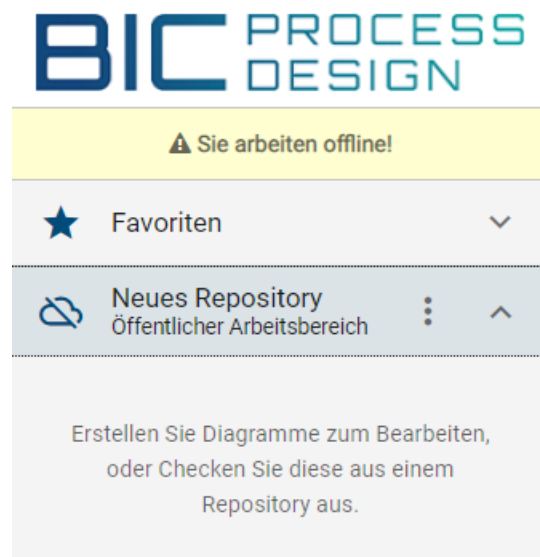 BIC PROCESS
DESIGN
Sie arbeiten offline!
Favoriten
Neues Repository
Öffentlicher Arbeitsbereich
Erstellen Sie Diagramme zum Bearbeiten,
oder Checken Sie diese aus einem
Repository aus.